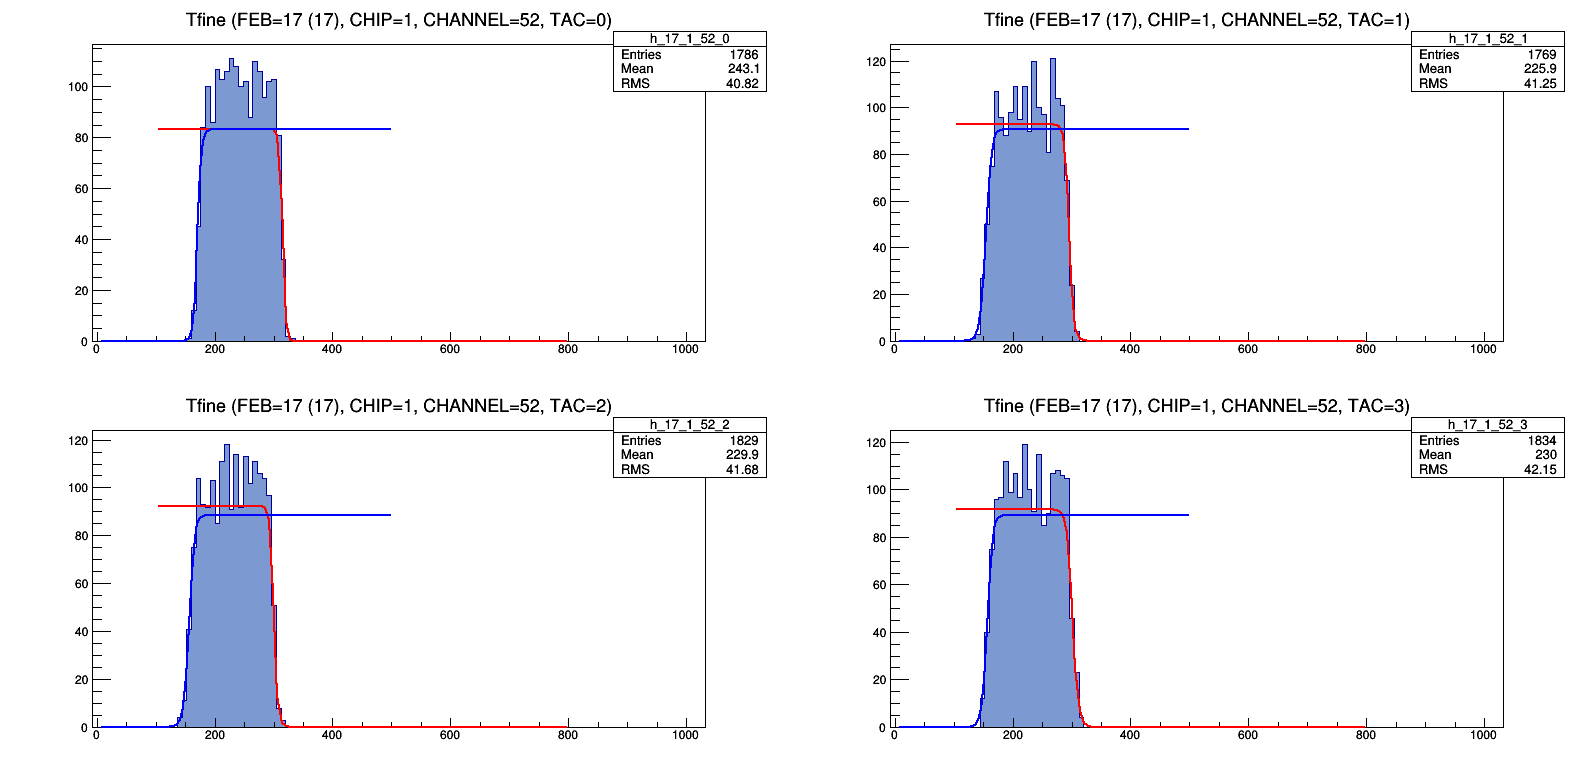 Tfine (FEB=17 (17), CHIP=1, CHANNEL=52, TAC=0)
h_17_1_52_0
Entries 1786
Mean 243.1
RMS 40.82
100
80
60
40
20
0
0 200 400 600 800 1000
Tfine (FEB=17 (17), CHIP=1, CHANNEL=52, TAC=1)
h_17_1_52_1
Entries 1769
Mean 225.9
RMS 41.25
120
100
80
60
40
20
0
0 200 400 600 800 1000
Tfine (FEB=17 (17), CHIP=1, CHANNEL=52, TAC=2)
h_17_1_52_2
Entries 1829
Mean 229.9
RMS 41.68
120
100
80
60
40
20
0
0 200 400 600 800 1000
Tfine (FEB=17 (17), CHIP=1, CHANNEL=52, TAC=3)
h_17_1_52_3
Entries 1834
Mean 230
RMS 42.15
120
100
80
60
40
20
0
0 200 400 600 800 1000